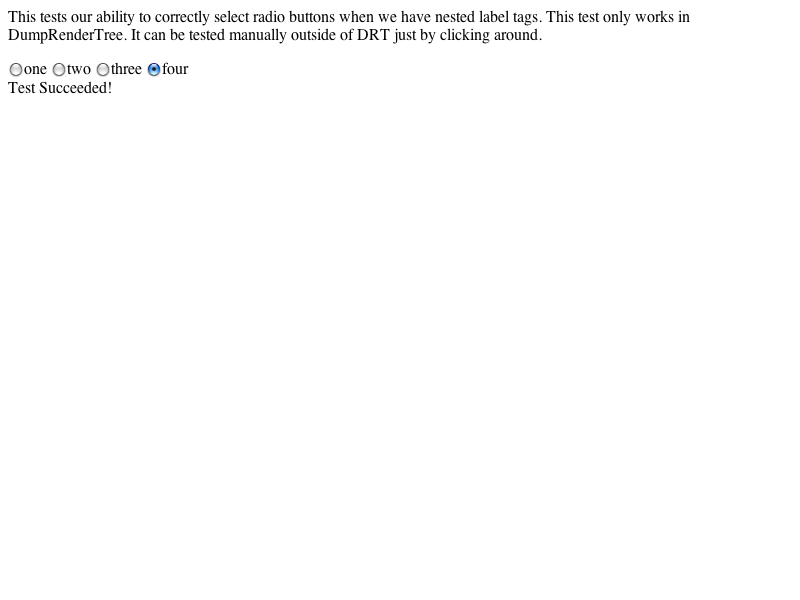 This tests our ability to correctly select radio buttons when we have nested label tags. This test only works in
DumpRenderTree. It can be tested manually outside of DRT just by clicking around.
one two three four
Test Succeeded!